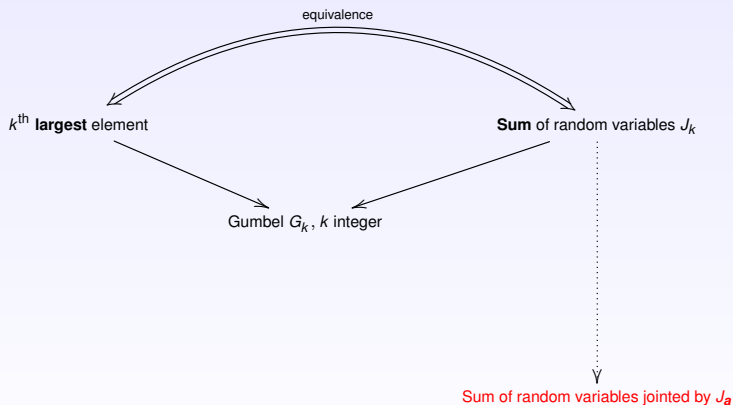 equivalence
kth largest element
Sum of random variables Jk
Gumbel Gk, k integer
Sum of random variables jointed by Ja